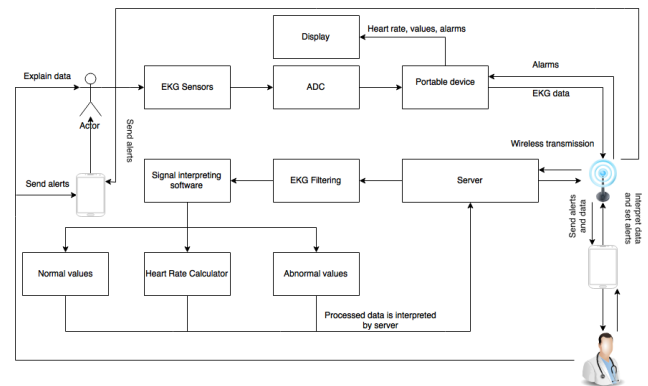 Heart rate, values, alarms
Display
Explain data
Alarms
EKG Sensors
ADC
Portable device
EKG data
Actor
Send alerts
Wireless transmission
Send alerts
Signal interpreting
software
EKG Filtering
Server
Send alerts
and data
Interpret data
and set alerts
Normal values
Heart Rate Calculator
Abnormal values
Processed data is interpreted
by server